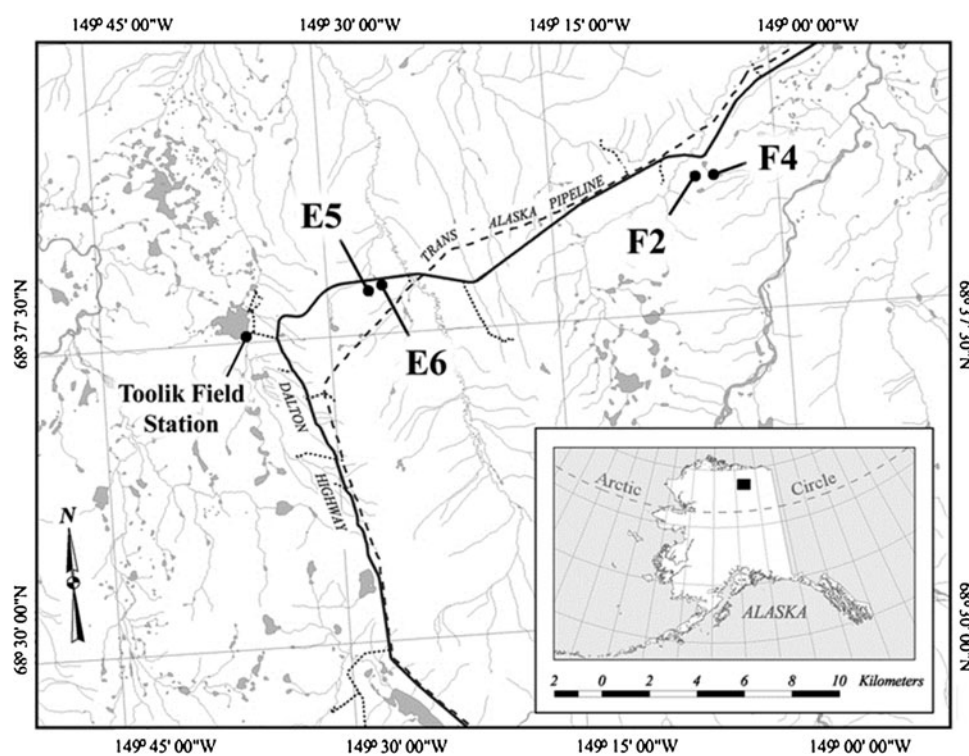 149° 45' 00"W 149° 30' 00"W 149° 15' 00"W 149° 00' 00"W
F4
F2
TRANS - ALASKA PIPELINE
E5
E6
68° 37' 30"N
68° 37' 30"N
Toolik Field
Station
DALTON
HIGHWAY
N
Arctic Circle
ALASKA
68° 30' 00"N
68° 30' 00"N
2 0 2 4 6 8 10 Kilometers
149° 45' 00"W 149° 30' 00"W 149° 15' 00"W 149° 00' 00"W